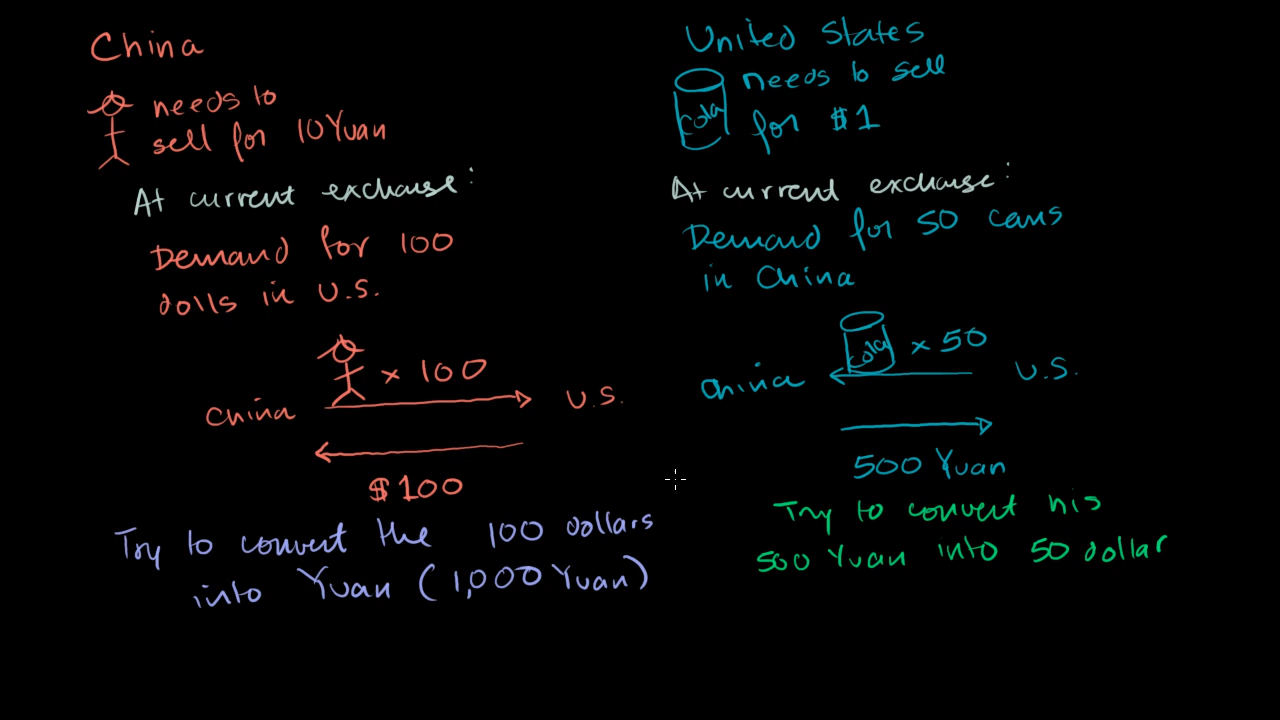 China
needs to
sell for 10 Yuan
At current exchange:
Demand for 100
dolls in U.S.
x 100
China
U.S.
$100
Try to convert the 100 dollars
into Yuan (1,000 Yuan)
United States
cola
needs to sell
for $1
At current exchange:
Demand for 50 cans
in China
cola
x 50
China
U.S.
500 Yuan
Try to convert his
500 Yuan into 50 dollar